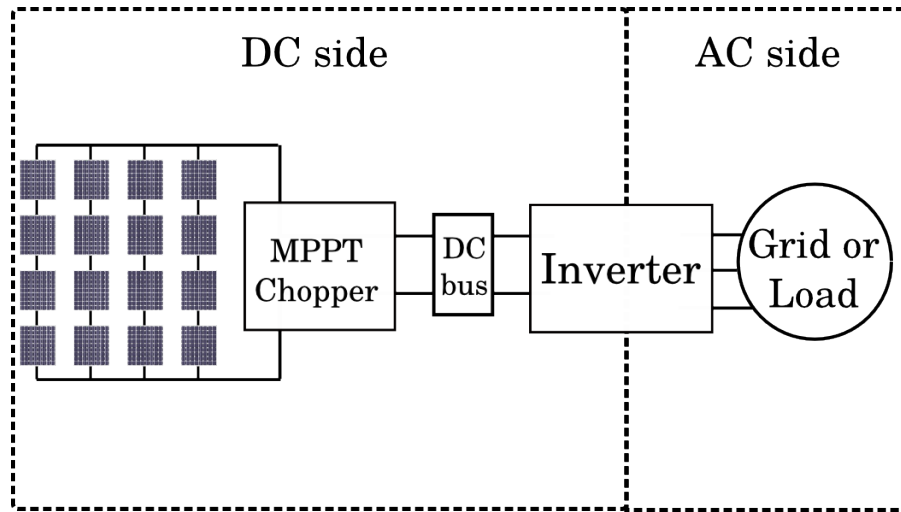 DC side
AC side
MPPT
Chopper
DC
bus
Inverter
Grid or
Load